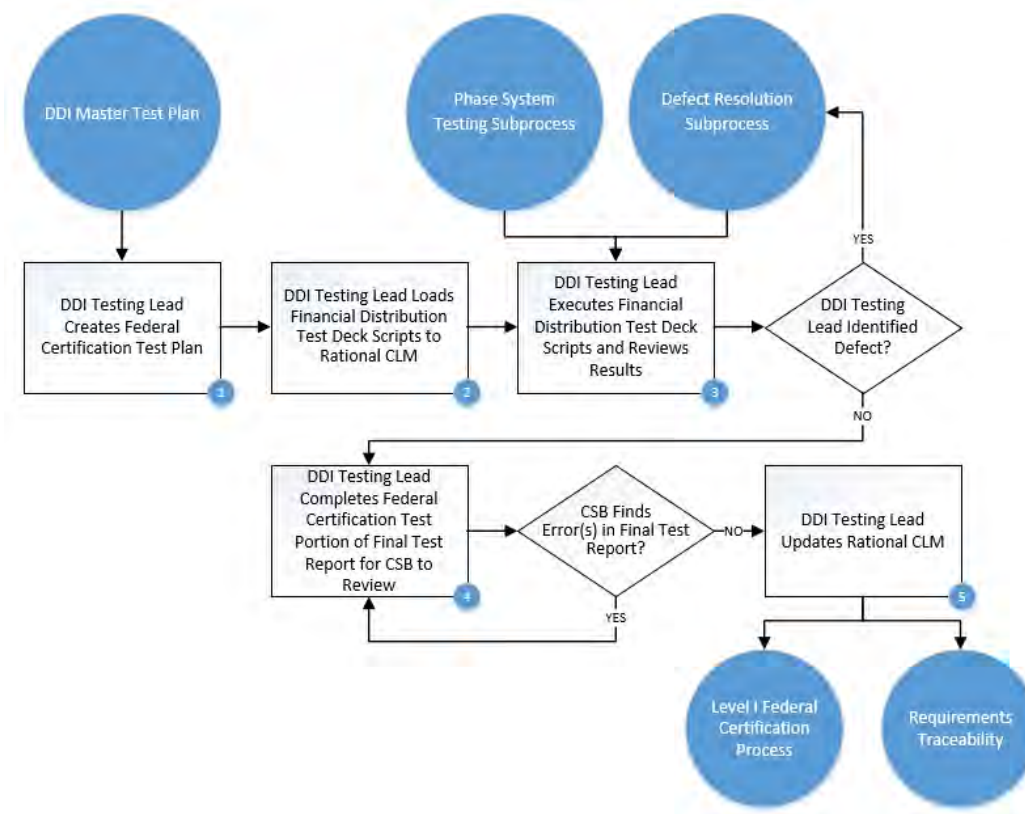 DDI Master Test Plan
Phase System
Testing Subprocess
Defect Resolution
Subprocess
YES
DDI Testing Lead
Creates Federal
Certification Test Plan
1
DDI Testing Lead Loads
Financial Distribution
Test Deck Scripts to
Rational CLM
2
DDI Testing Lead
Executes Financial
Distribution Test Deck
Scripts and Reviews
Results
3
DDI Testing
Lead Identified
Defect?
NO
DDI Testing Lead
Completes Federal
Certification Test
Portion of Final Test
Report for CSB to
Review
4
CSB Finds
Error(s) in Final Test
Report?
NO
YES
DDI Testing Lead
Updates Rational CLM
5
Level I Federal
Certification
Process
Requirements
Traceability